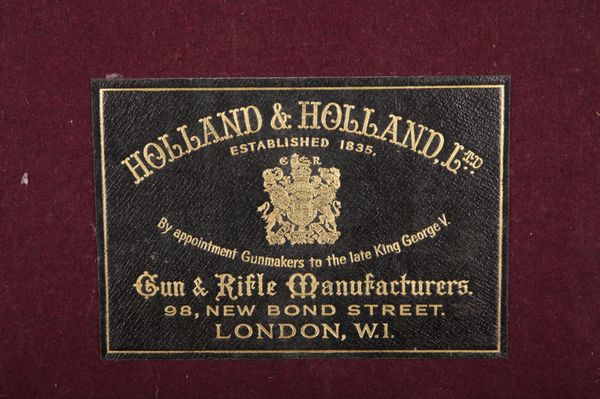 HOLLAND & HOLLAND, LTD.
ESTABLISHED 1835.
G R
By appointment Gunmakers to the late King George V.
Gun & Rifle Manufacturers.
98, NEW BOND STREET.
LONDON, W.1.